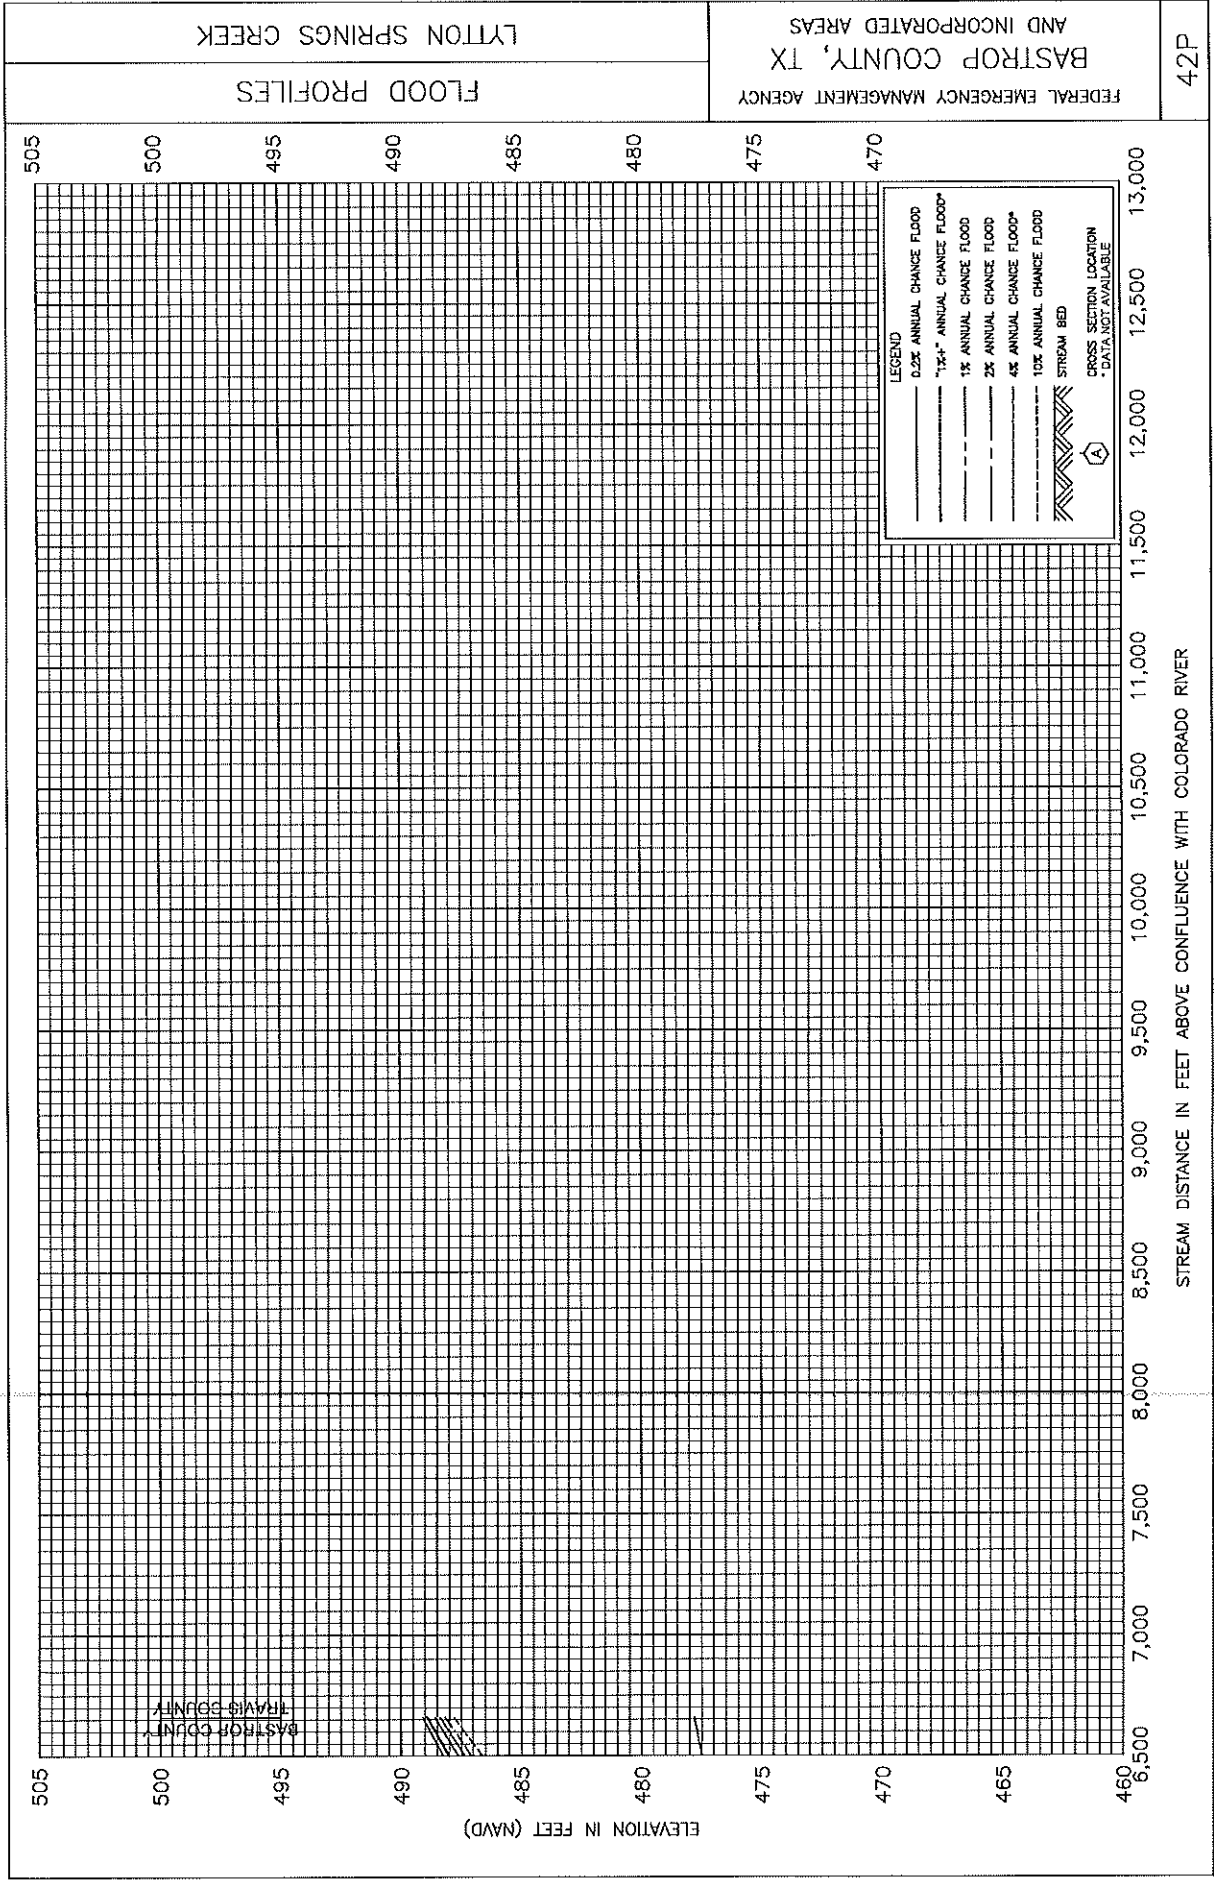 FLOOD PROFILES
LYTTON SPRINGS CREEK
FEDERAL EMERGENCY MANAGEMENT AGENCY
BASTROP COUNTY, TX
AND INCORPORATED AREAS
42P
505
500
495
490
485
480
475
470
LEGEND
0.2% ANNUAL CHANCE FLOOD
"1%+" ANNUAL CHANCE FLOOD*
1% ANNUAL CHANCE FLOOD
2% ANNUAL CHANCE FLOOD
4% ANNUAL CHANCE FLOOD*
10% ANNUAL CHANCE FLOOD
STREAM BED
A
CROSS SECTION LOCATION
* DATA NOT AVAILABLE
BASTROP COUNTY
TRAVIS COUNTY
505
500
495
490
485
480
475
470
465
460
ELEVATION IN FEET (NAVD)
6,500
7,000
7,500
8,000
8,500
9,000
9,500
10,000
10,500
11,000
11,500
12,000
12,500
13,000
STREAM DISTANCE IN FEET ABOVE CONFLUENCE WITH COLORADO RIVER